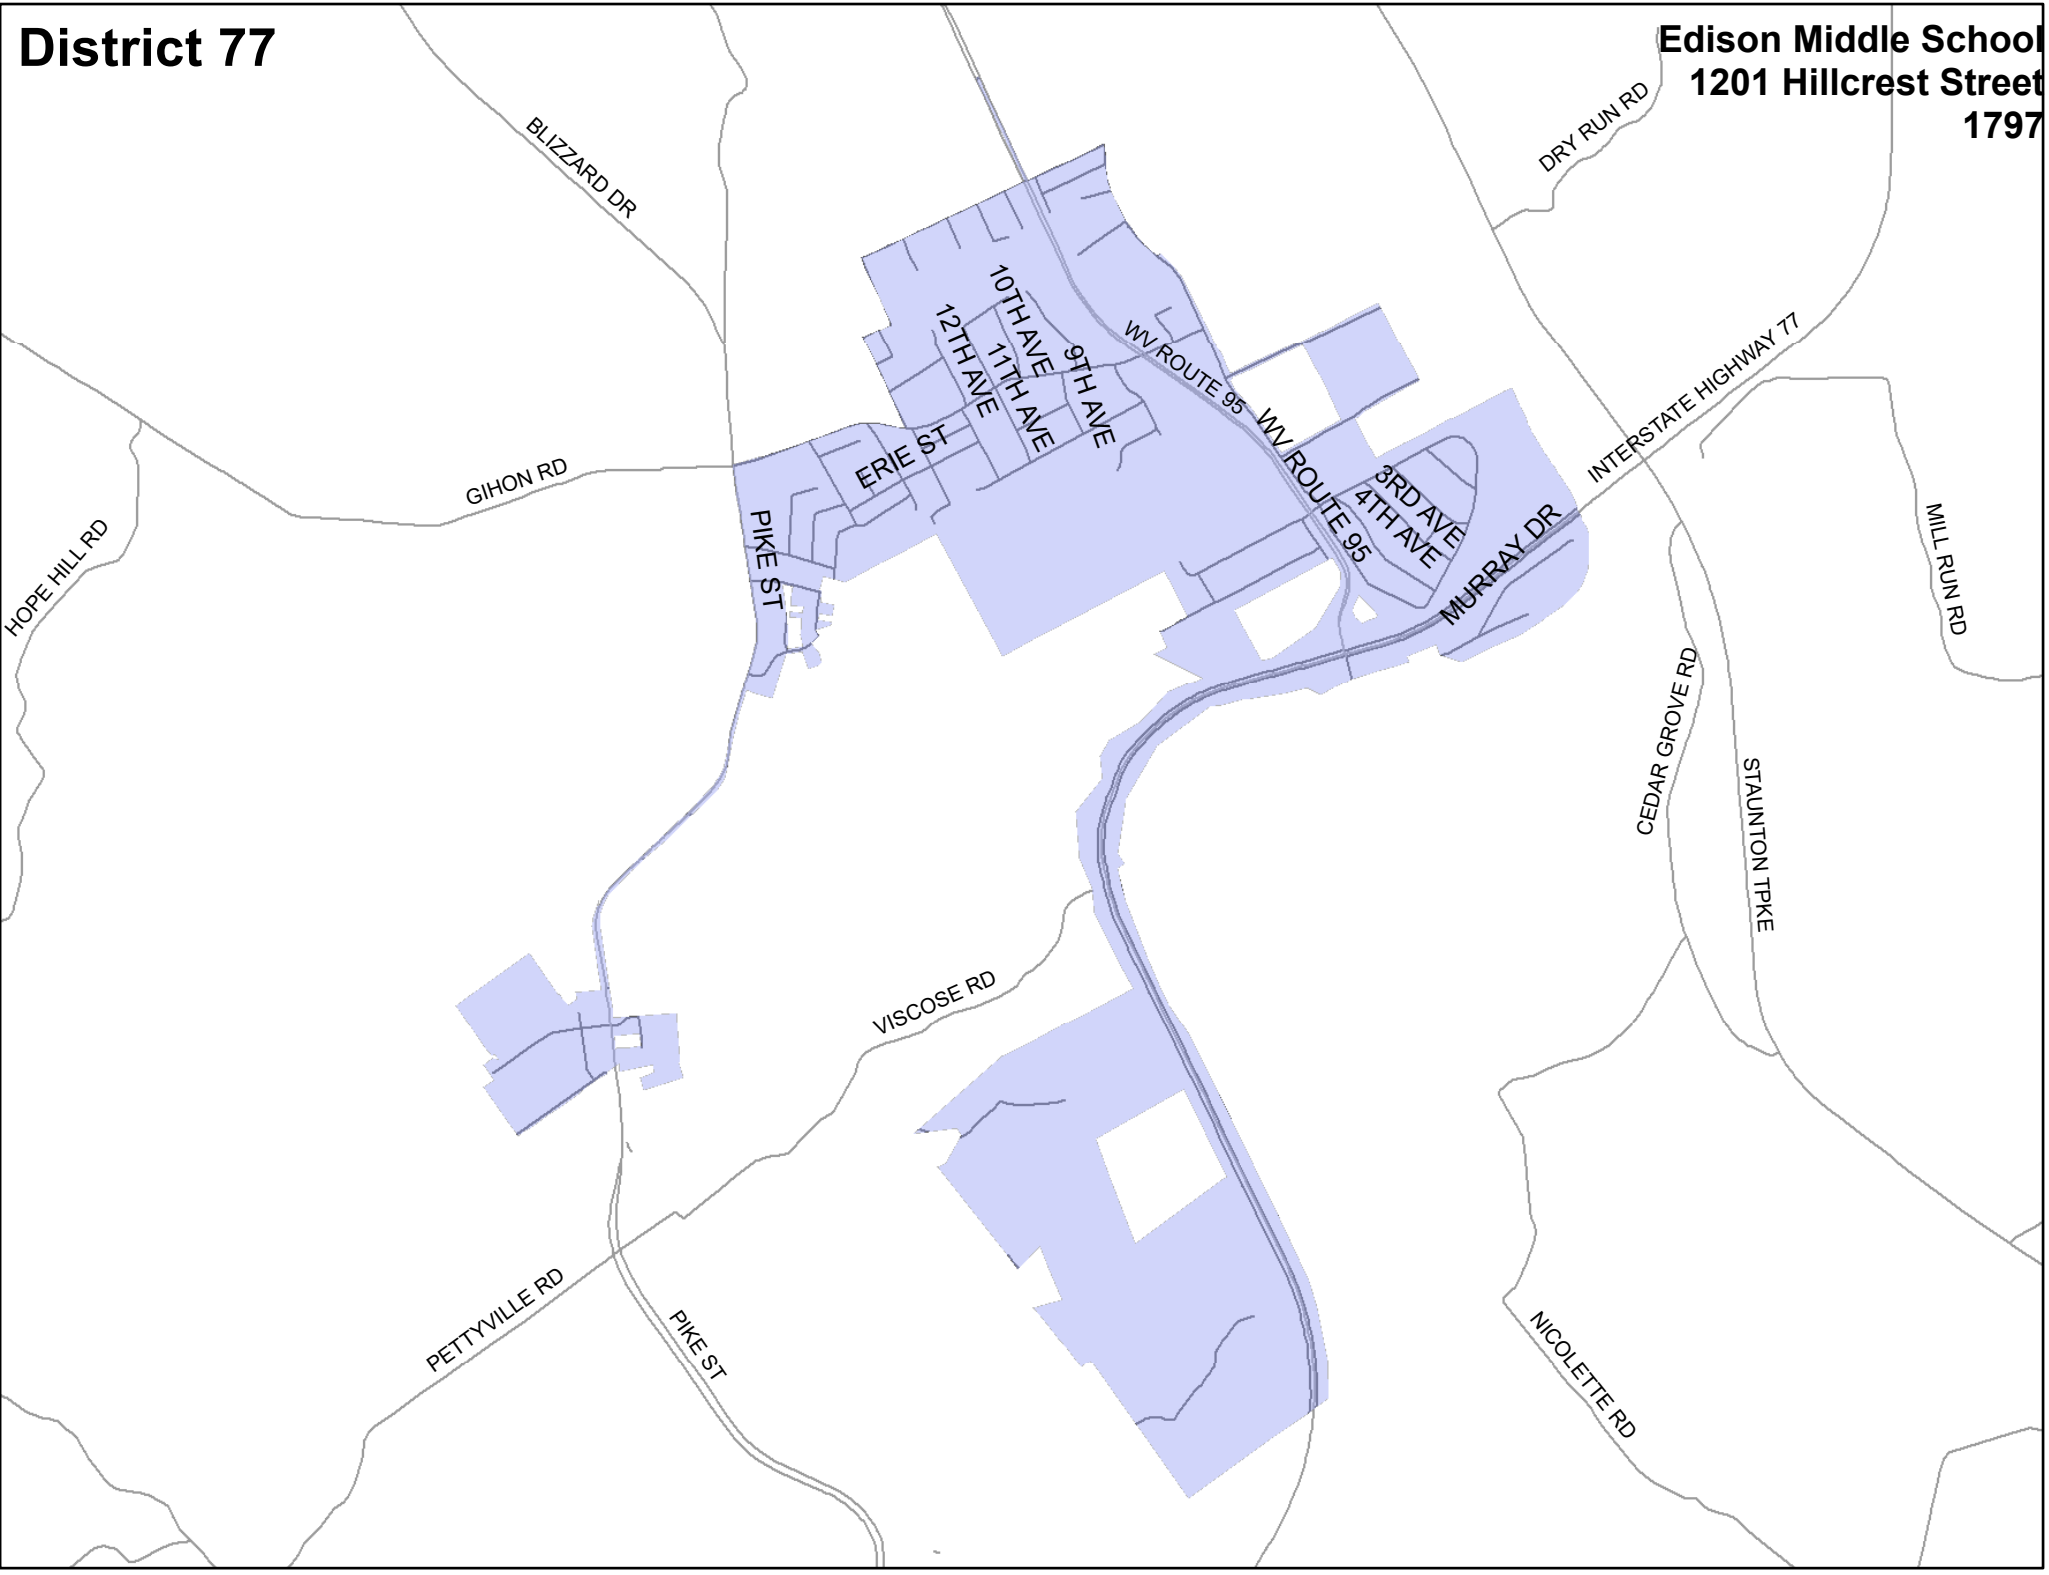 District 77
Edison Middle School
1201 Hillcrest Street
1797
BLIZZARD DR
DRY RUN RD
10TH AVE
12TH AVE
11TH AVE
9TH AVE
WV ROUTE 95
INTERSTATE HIGHWAY 77
WV ROUTE 95
ERIE ST
GIHON RD
3RD AVE
4TH AVE
PIKE ST
MURRAY DR
HOPE HILL RD
MILL RUN RD
CEDAR GROVE RD
STAUNTON TPKE
VISCOSE RD
PETTYVILLE RD
PIKE ST
NICOLETTE RD